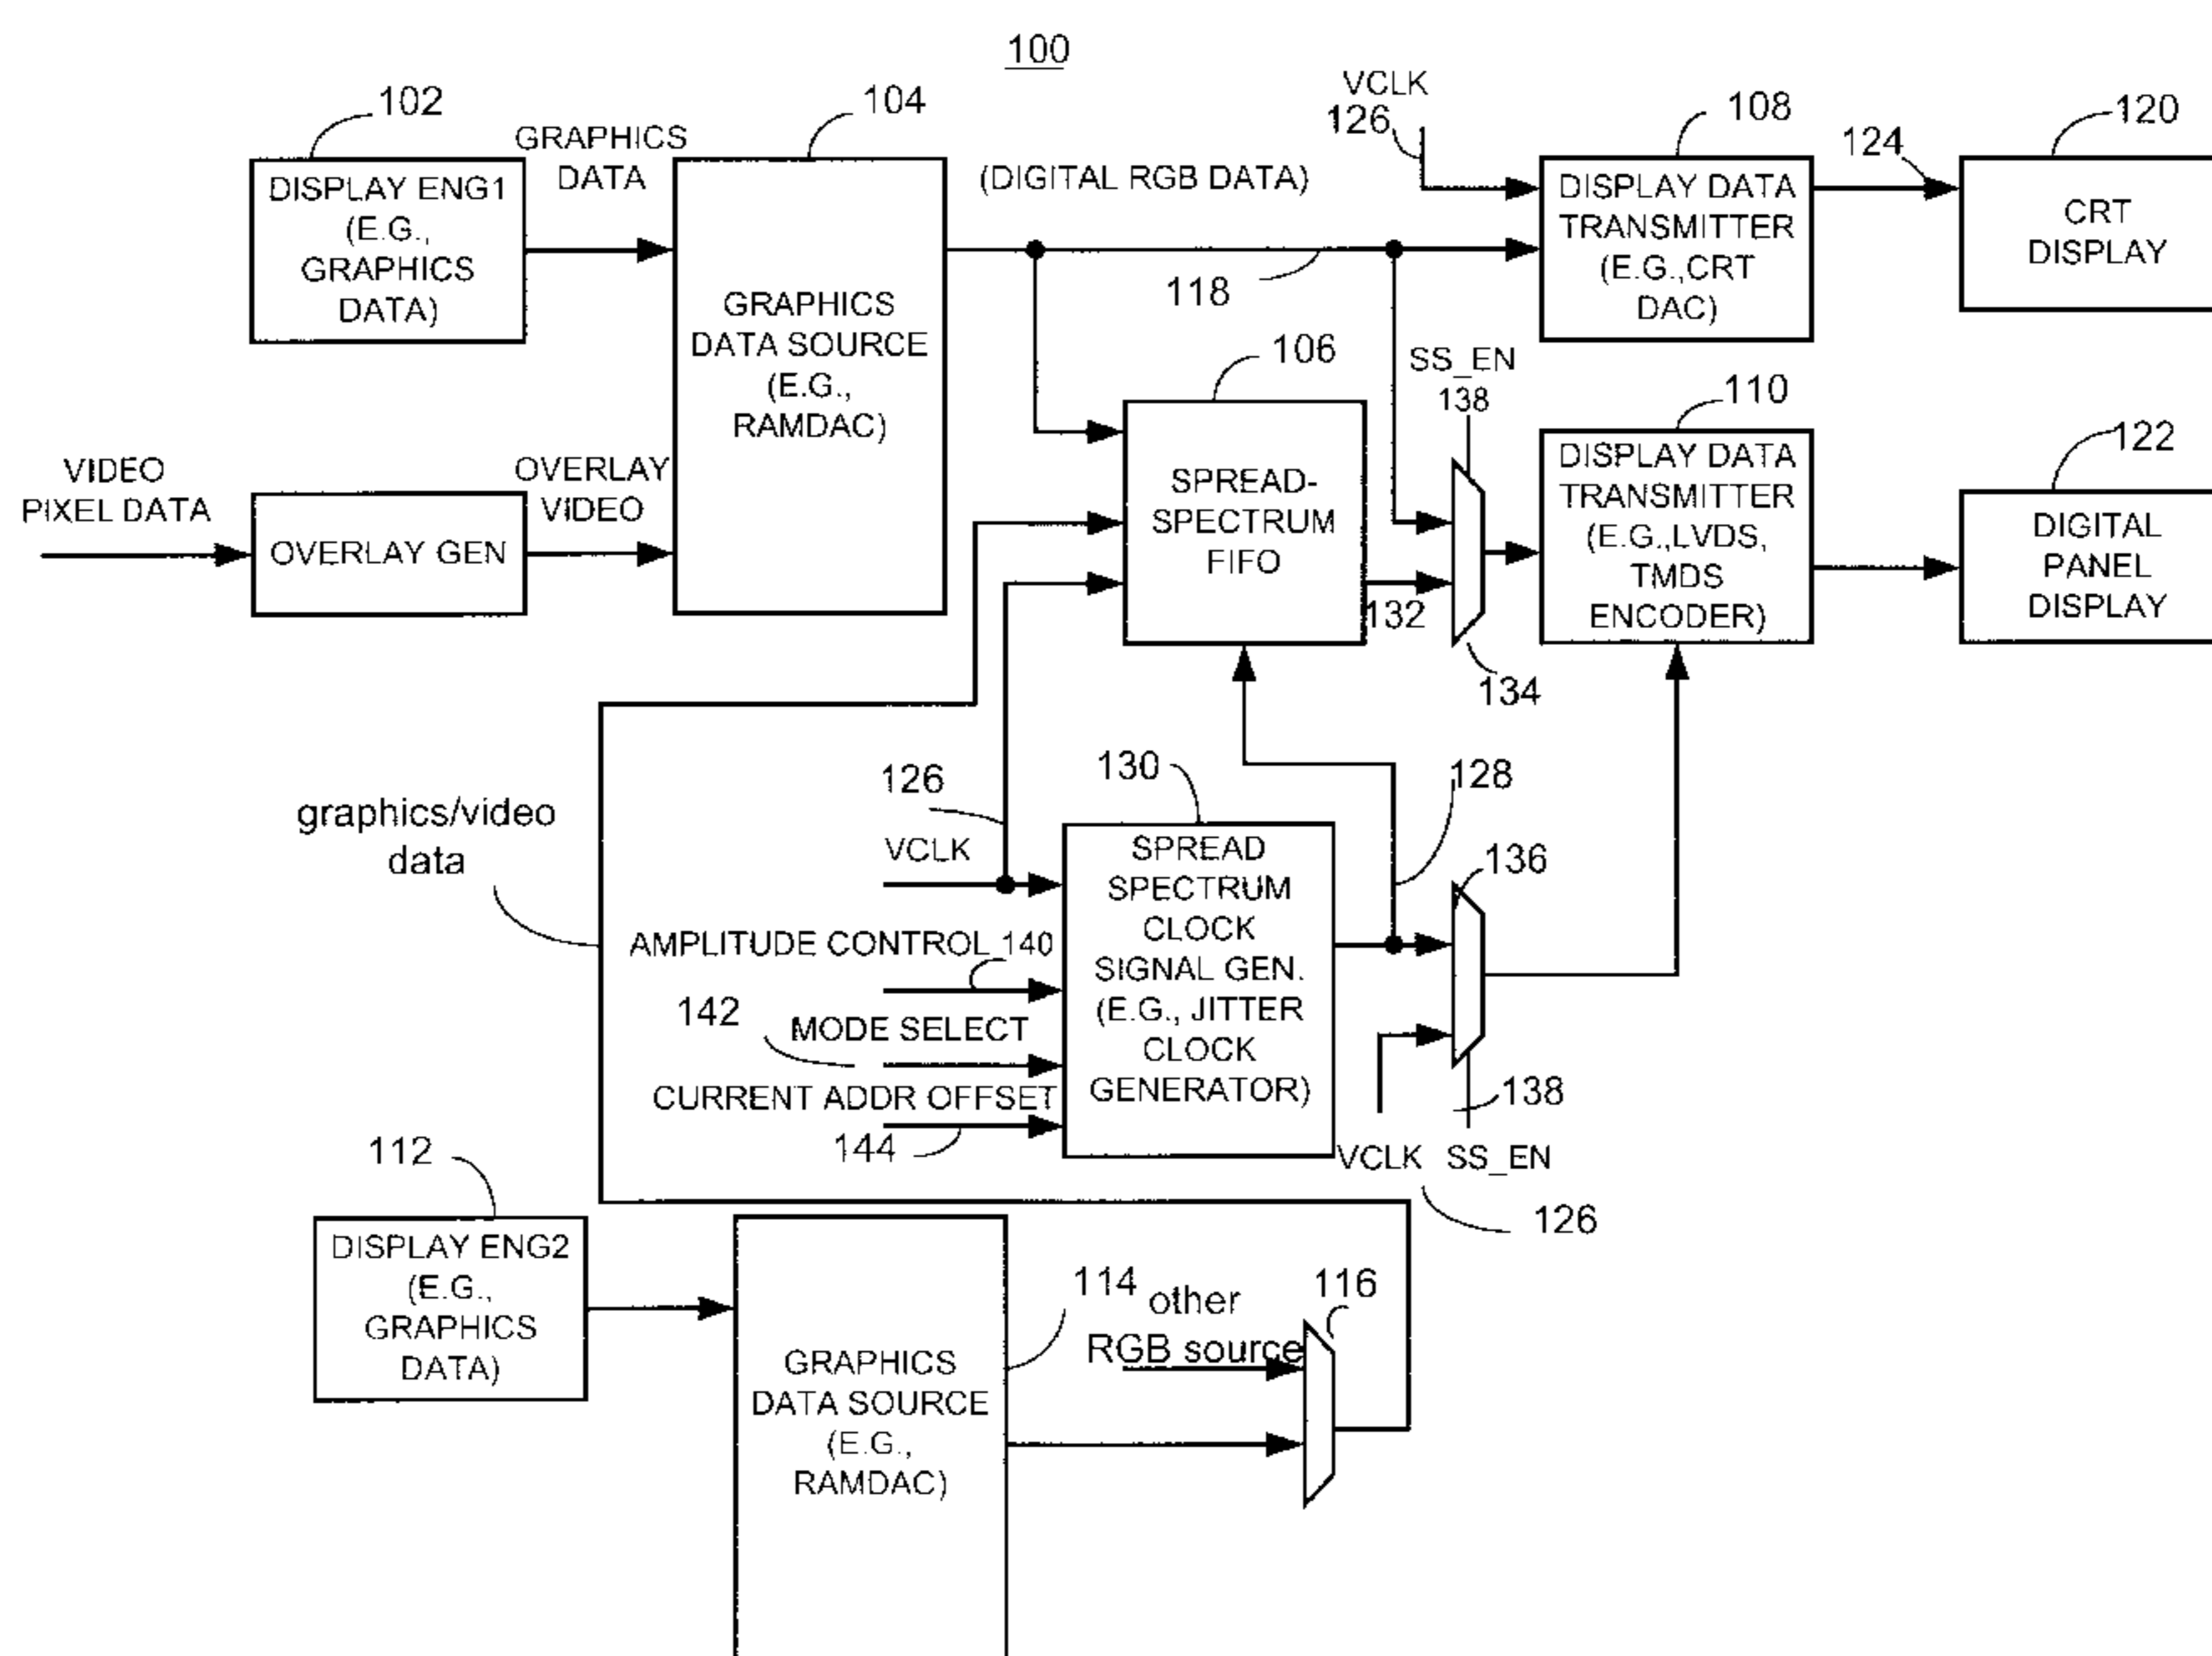 100
102
DISPLAY ENG1
(E.G.,
GRAPHICS
DATA)
GRAPHICS
DATA
104
GRAPHICS
DATA SOURCE
(E.G.,
RAMDAC)
(DIGITAL RGB DATA)
118
VCLK
126
108
DISPLAY DATA
TRANSMITTER
(E.G.,CRT
DAC)
124
120
CRT
DISPLAY
VIDEO
PIXEL DATA
OVERLAY GEN
OVERLAY
VIDEO
106
SPREAD-
SPECTRUM
FIFO
132
SS_EN
138
134
110
DISPLAY DATA
TRANSMITTER
(E.G.,LVDS,
TMDS
ENCODER)
122
DIGITAL
PANEL
DISPLAY
graphics/video
data
126
VCLK
AMPLITUDE CONTROL 140
142
MODE SELECT
CURRENT ADDR OFFSET
144
130
SPREAD
SPECTRUM
CLOCK
SIGNAL GEN.
(E.G., JITTER
CLOCK
GENERATOR)
128
136
138
VCLK SS_EN
126
112
DISPLAY ENG2
(E.G.,
GRAPHICS
DATA)
114
GRAPHICS
DATA SOURCE
(E.G.,
RAMDAC)
other
RGB source
116